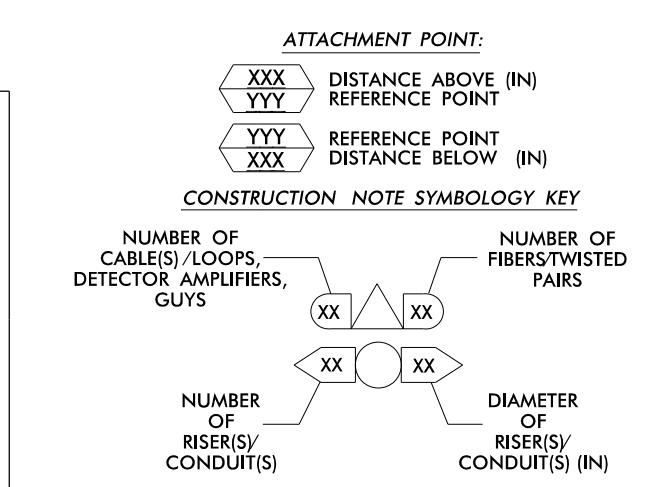 ATTACHMENT POINT:
XXX DISTANCE ABOVE (IN)
YYY REFERENCE POINT
YYY REFERENCE POINT
XXX DISTANCE BELOW (IN)
CONSTRUCTION NOTE SYMBOLOGY KEY
NUMBER OF
CABLE(S)/LOOPS,
DETECTOR AMPLIFIERS,
GUYS
NUMBER OF
FIBERS/TWISTED
PAIRS
XX XX
XX XX
NUMBER
OF
RISER(S)/
CONDUIT(S)
DIAMETER
OF
RISER(S)/
CONDUIT(S) (IN)